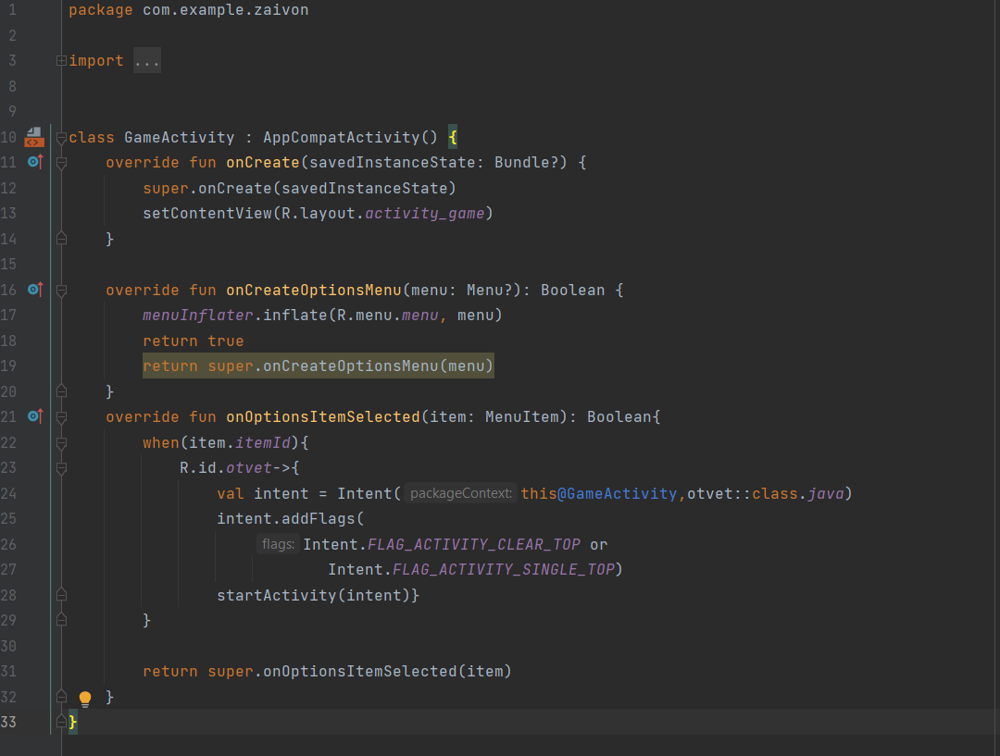 1 package com.example.zaivon
2
3 import ...
8
9
10 class GameActivity : AppCompatActivity() {
11 override fun onCreate(savedInstanceState: Bundle?) {
12 super.onCreate(savedInstanceState)
13 setContentView(R.layout.activity_game)
14 }
15
16 override fun onCreateOptionsMenu(menu: Menu?): Boolean {
17 menuInflater.inflate(R.menu.menu, menu)
18 return true
19 return super.onCreateOptionsMenu(menu)
20 }
21 override fun onOptionsItemSelected(item: MenuItem): Boolean{
22 when(item.itemId){
23 R.id.otvet->{
24 val intent = Intent( packageContext: this@GameActivity,otvet::class.java)
25 intent.addFlags(
26 flags: Intent.FLAG_ACTIVITY_CLEAR_TOP or
27 Intent.FLAG_ACTIVITY_SINGLE_TOP)
28 startActivity(intent)}
29 }
30
31 return super.onOptionsItemSelected(item)
32 }
33 }